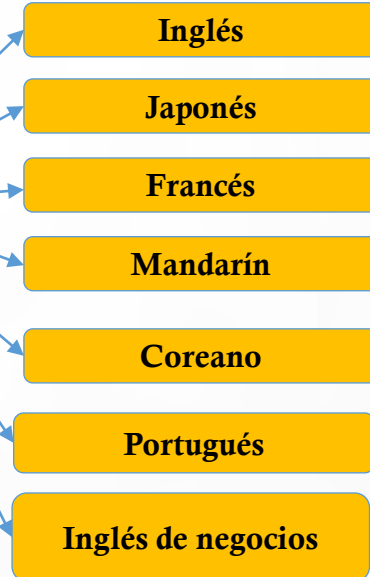 Inglés
Japonés
Francés
Mandarín
Coreano
Portugués
Inglés de negocios